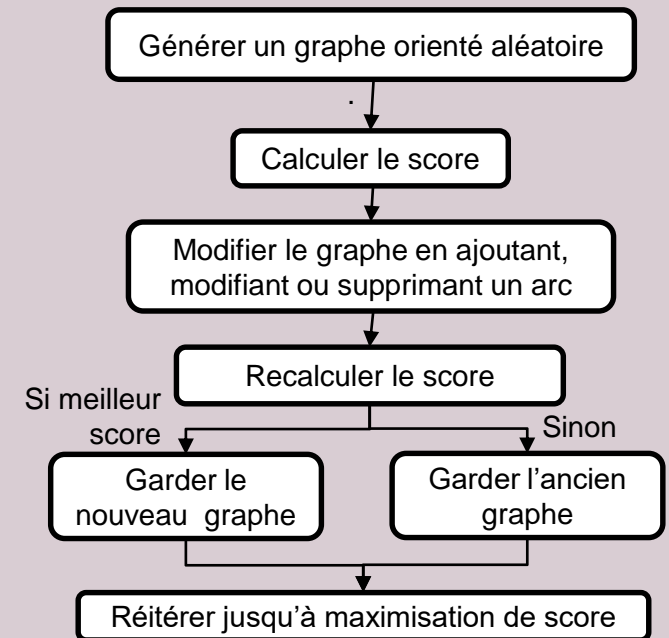 Générer un graphe orienté aléatoire
.
Calculer le score
Modifier le graphe en ajoutant,
modifiant ou supprimant un arc
Recalculer le score
Si meilleur
score
Sinon
Garder le
nouveau graphe
Garder l'ancien
graphe
Réitérer jusqu'à maximisation de score